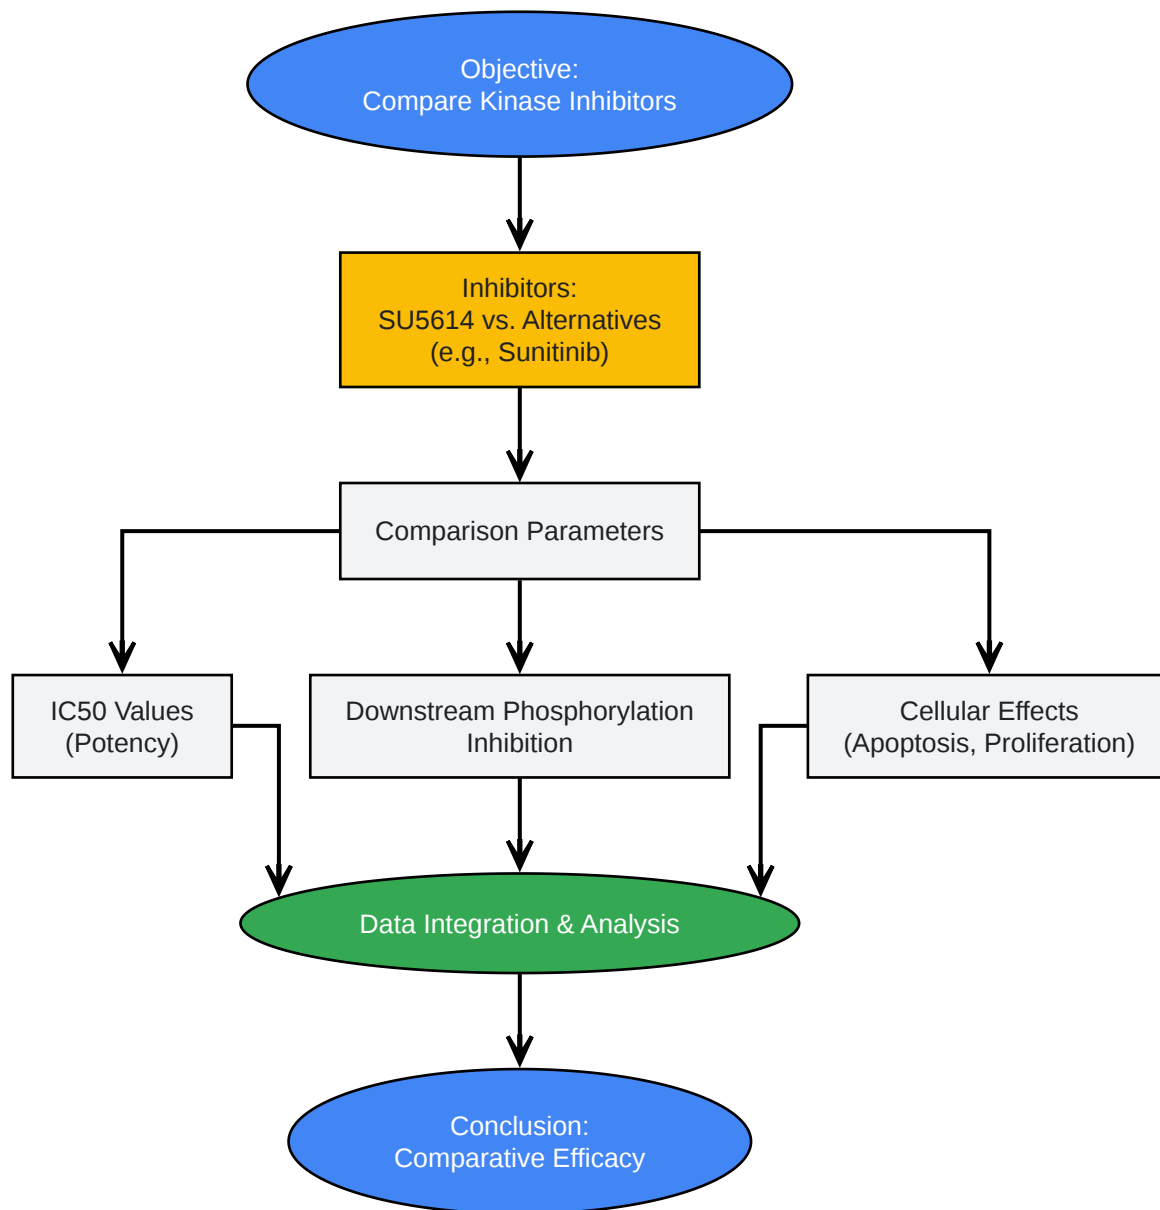 Objective:
Compare Kinase Inhibitors
Inhibitors:
SU5614 vs. Alternatives
(e.g., Sunitinib)
Comparison Parameters
IC50 Values
(Potency)
Downstream Phosphorylation
Inhibition
Cellular Effects
(Apoptosis, Proliferation)
Data Integration & Analysis
Conclusion:
Comparative Efficacy